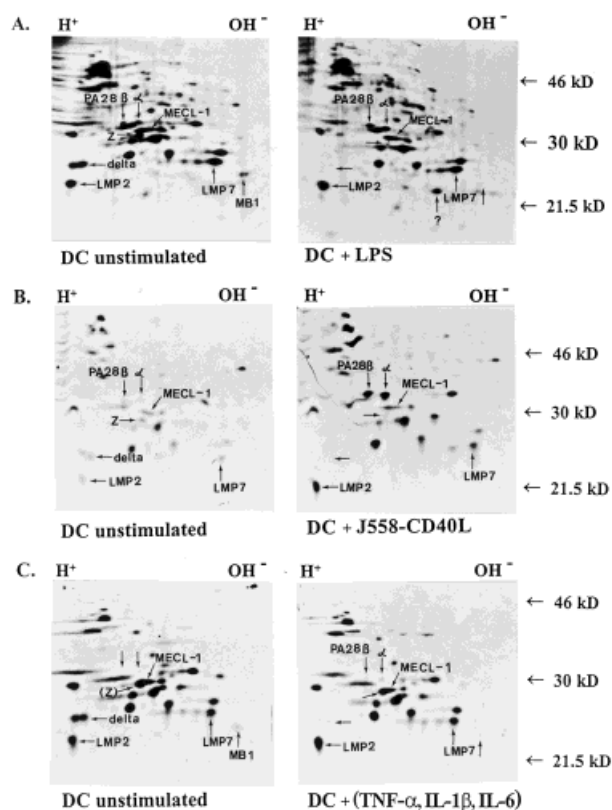 A. H⁺ OH⁻ H⁺ OH⁻
← 46 kD
PA28β α
MECL-1
Z
delta
LMP2
LMP7
MB1
PA28β α
MECL-1
LMP2
LMP7
?
← 30 kD
← 21.5 kD
DC unstimulated DC + LPS
B. H⁺ OH⁻ H⁺ OH⁻
← 46 kD
PA28β α
MECL-1
Z
delta
LMP2
LMP7
PA28β α
MECL-1
LMP2
LMP7
← 30 kD
← 21.5 kD
DC unstimulated DC + J558-CD40L
C. H⁺ OH⁻ H⁺ OH⁻
← 46 kD
MECL-1
(Z)
delta
LMP2
LMP7
MB1
PA28β α
MECL-1
LMP2
LMP7
← 30 kD
← 21.5 kD
DC unstimulated DC + (TNF-α, IL-1β, IL-6)